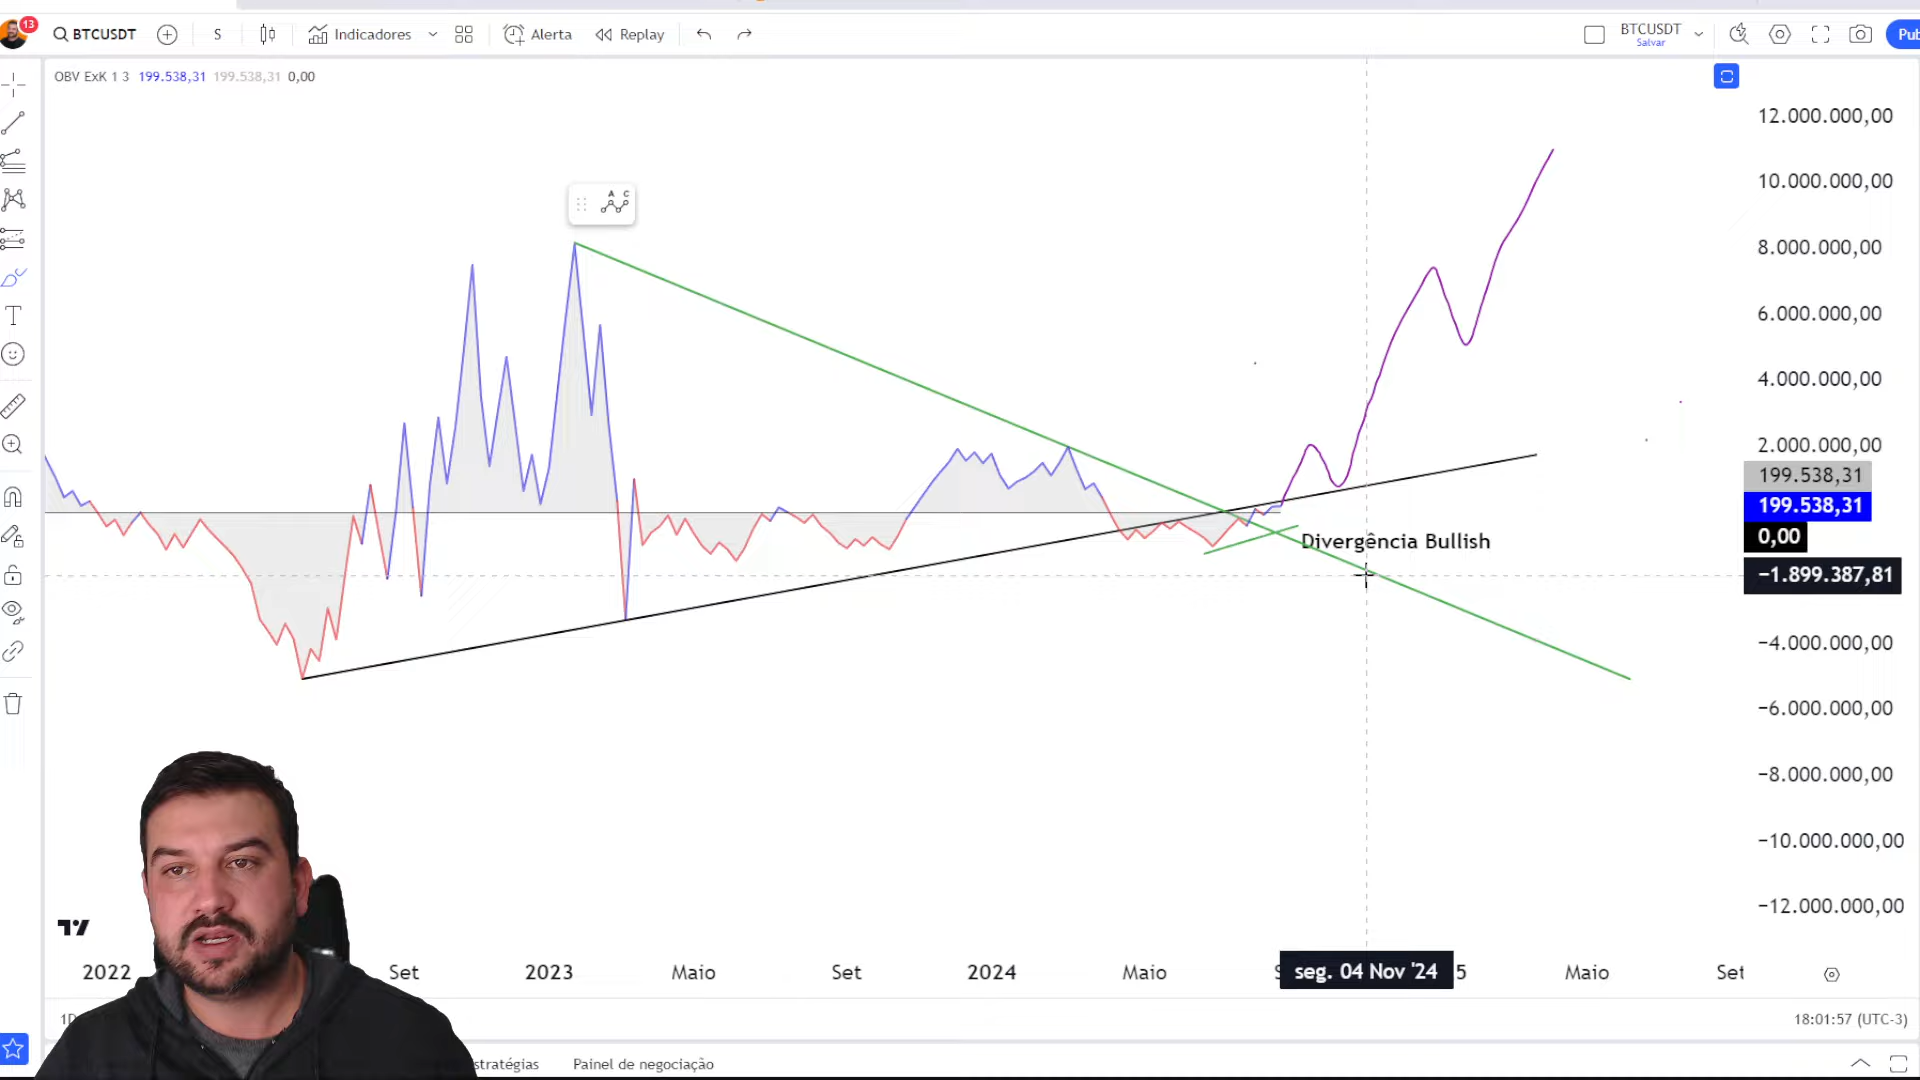 13
BTCUSDT
S
Indicadores
Alerta
Replay
BTCUSDT
Salvar
Pub
OBV ExK 1 3 199.538,31 199.538,31 0,00
A C
12.000.000,00
10.000.000,00
8.000.000,00
6.000.000,00
4.000.000,00
2.000.000,00
199.538,31
199.538,31
0,00
−1.899.387,81
−4.000.000,00
−6.000.000,00
−8.000.000,00
−10.000.000,00
−12.000.000,00
Divergência Bullish
T
2022
Set
2023
Maio
Set
2024
Maio
seg. 04 Nov '24
5
Maio
Set
18:01:57 (UTC-3)
stratégias
Painel de negociação